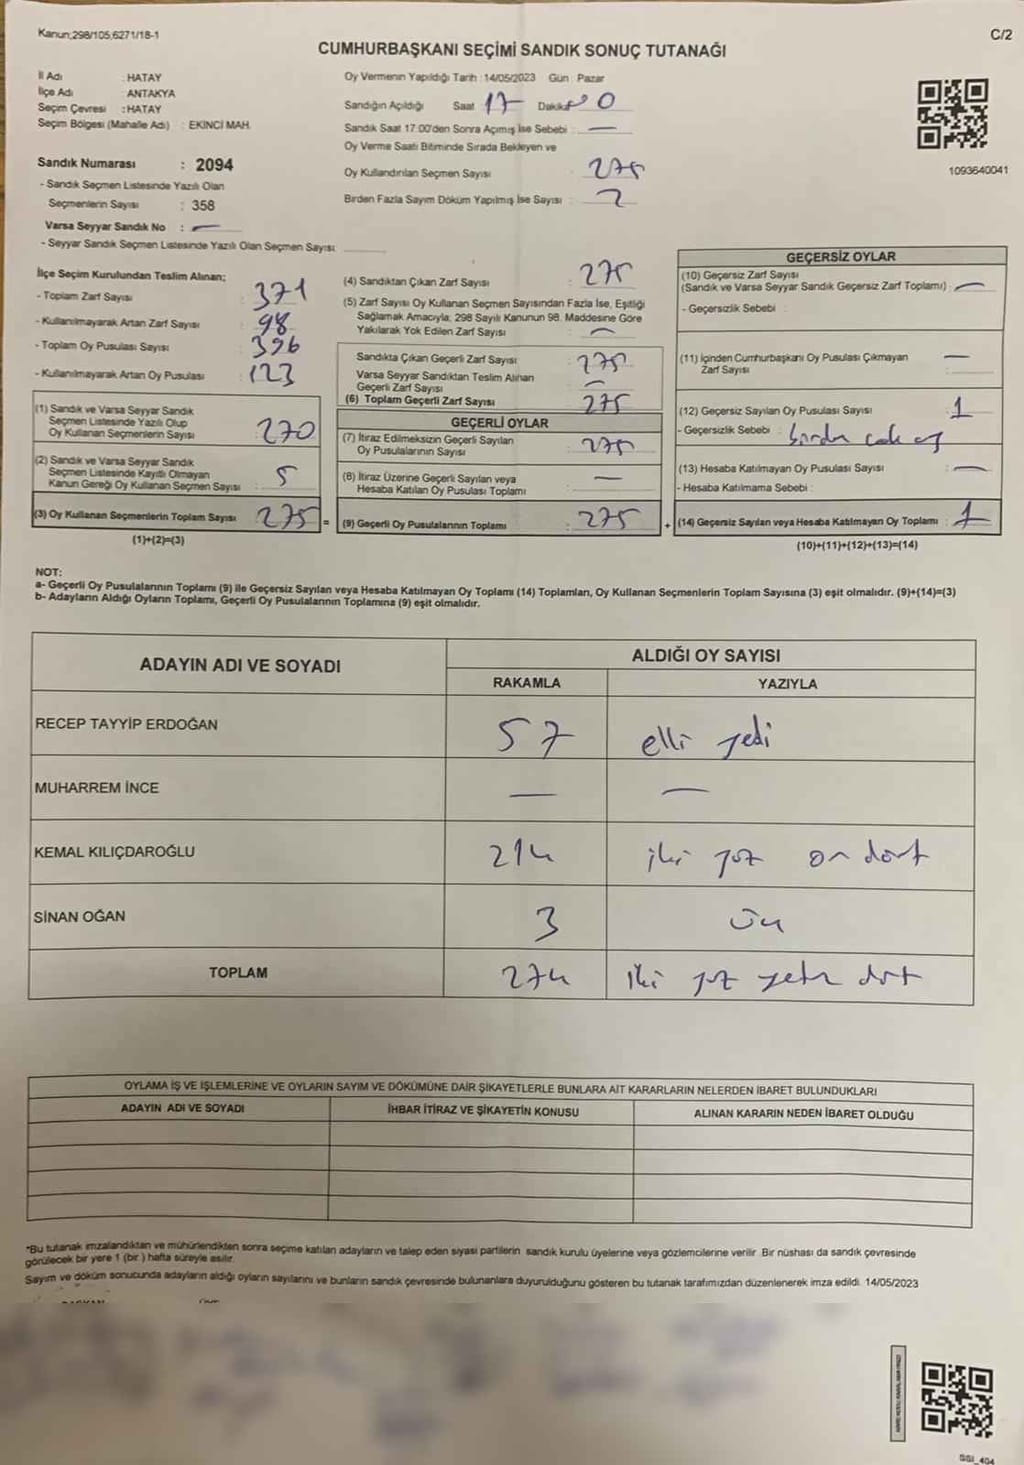 Kanun;298/105,6271/18-1
C/2
CUMHURBAŞKANI SEÇİMİ SANDIK SONUÇ TUTANAĞI
İl Adı : HATAY
İlçe Adı : ANTAKYA
Seçim Çevresi : HATAY
Seçim Bölgesi (Mahalle Adı) : EKİNCİ MAH.
Sandık Numarası : 2094
- Sandık Seçmen Listesinde Yazılı Olan
Seçmenlerin Sayısı : 358
Varsa Seyyar Sandık No : —
- Seyyar Sandık Seçmen Listesinde Yazılı Olan Seçmen Sayısı:
Oy Vermenin Yapıldığı Tarih : 14/05/2023 Gün : Pazar
Sandığın Açıldığı Saat 17 Dakika 0
Sandık Saat 17:00'den Sonra Açılmış İse Sebebi : —
Oy Verme Saati Bitiminde Sırada Bekleyen ve
Oy Kullandırılan Seçmen Sayısı : 275
Birden Fazla Sayım Döküm Yapılmış İse Sayısı :
1093640041
İlçe Seçim Kurulundan Teslim Alınan;
- Toplam Zarf Sayısı : 371
- Kullanılmayarak Artan Zarf Sayısı : 98
- Toplam Oy Pusulası Sayısı : 396
- Kullanılmayarak Artan Oy Pusulası : 123
(1) Sandık ve Varsa Seyyar Sandık
Seçmen Listesinde Yazılı Olup
Oy Kullanan Seçmenlerin Sayısı : 270
(2) Sandık ve Varsa Seyyar Sandık
Seçmen Listesinde Kayıtlı Olmayan
Kanun Gereği Oy Kullanan Seçmen Sayısı : 5
(3) Oy Kullanan Seçmenlerin Toplam Sayısı : 275 =
(1)+(2)=(3)
(4) Sandıktan Çıkan Zarf Sayısı : 275
(5) Zarf Sayısı Oy Kullanan Seçmen Sayısından Fazla İse, Eşitliği
Sağlamak Amacıyla; 298 Sayılı Kanunun 98. Maddesine Göre
Yakılarak Yok Edilen Zarf Sayısı : —
Sandıkta Çıkan Geçerli Zarf Sayısı : 275
Varsa Seyyar Sandıktan Teslim Alınan
Geçerli Zarf Sayısı : —
(6) Toplam Geçerli Zarf Sayısı : 275
GEÇERLİ OYLAR
(7) İtiraz Edilmeksizin Geçerli Sayılan
Oy Pusulalarının Sayısı : 275
(8) İtiraz Üzerine Geçerli Sayılan veya
Hesaba Katılan Oy Pusulası Toplamı : —
(9) Geçerli Oy Pusulalarının Toplamı : 275 +
GEÇERSİZ OYLAR
(10) Geçersiz Zarf Sayısı
(Sandık ve Varsa Seyyar Sandık Geçersiz Zarf Toplamı) : —
- Geçersizlik Sebebi :
(11) İçinden Cumhurbaşkanı Oy Pusulası Çıkmayan
Zarf Sayısı : —
(12) Geçersiz Sayılan Oy Pusulası Sayısı : 1
- Geçersizlik Sebebi : birden çok oy
(13) Hesaba Katılmayan Oy Pusulası Sayısı : —
- Hesaba Katılmama Sebebi :
(14) Geçersiz Sayılan veya Hesaba Katılmayan Oy Toplamı : 1
(10)+(11)+(12)+(13)=(14)
NOT:
a- Geçerli Oy Pusulalarının Toplamı (9) ile Geçersiz Sayılan veya Hesaba Katılmayan Oy Toplamı (14) Toplamları, Oy Kullanan Seçmenlerin Toplam Sayısına (3) eşit olmalıdır. (9)+(14)=(3)
b- Adayların Aldığı Oyların Toplamı, Geçerli Oy Pusulalarının Toplamına (9) eşit olmalıdır.
ADAYIN ADI VE SOYADI
ALDIĞI OY SAYISI
RAKAMLA YAZIYLA
RECEP TAYYİP ERDOĞAN 57 elli yedi
MUHARREM İNCE — —
KEMAL KILIÇDAROĞLU 214 iki yüz on dört
SİNAN OĞAN 3 üç
TOPLAM 274 iki yüz yetmiş dört
OYLAMA İŞ VE İŞLEMLERİNE VE OYLARIN SAYIM VE DÖKÜMÜNE DAİR ŞİKAYETLERLE BUNLARA AİT KARARLARIN NELERDEN İBARET BULUNDUKLARI
ADAYIN ADI VE SOYADI İHBAR İTİRAZ VE ŞİKAYETİN KONUSU ALINAN KARARIN NEDEN İBARET OLDUĞU
*Bu tutanak imzalandıktan ve mühürlendikten sonra seçime katılan adayların ve talep eden siyasi partilerin sandık kurulu üyelerine veya gözlemcilerine verilir. Bir nüshası da sandık çevresinde
görülecek bir yere 1 (bir) hafta süreyle asılır.
Sayım ve döküm sonucunda adayların aldığı oyların sayılarını ve bunların sandık çevresinde bulunanlara duyurulduğunu gösteren bu tutanak tarafımızdan düzenlenerek imza edildi. 14/05/2023